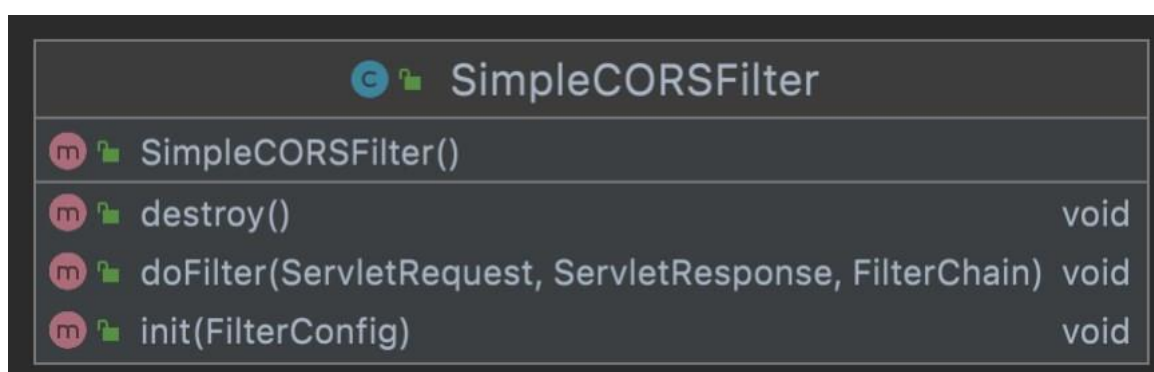 C SimpleCORSFilter
m SimpleCORSFilter()
m destroy() void
m doFilter(ServletRequest, ServletResponse, FilterChain) void
m init(FilterConfig) void